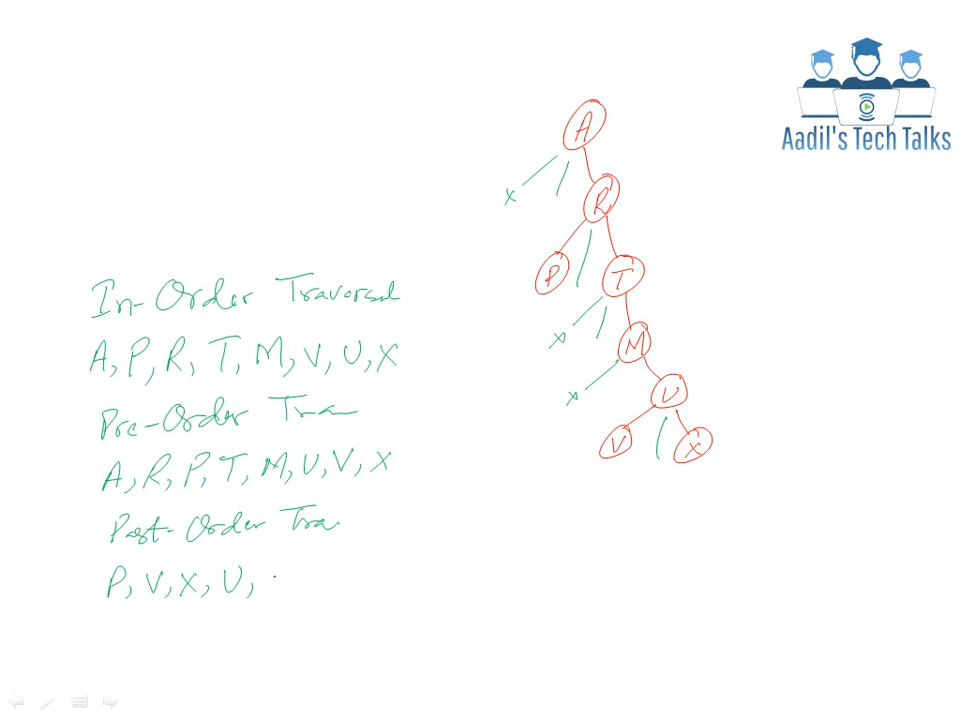 Aadil's Tech Talks
A
x
R
P
T
x
M
x
U
V
X
In-Order Traversal
A, P, R, T, M, V, U, X
Pre-Order Tra
A, R, P, T, M, U, V, X
Post-Order Tra
P, V, X, U,